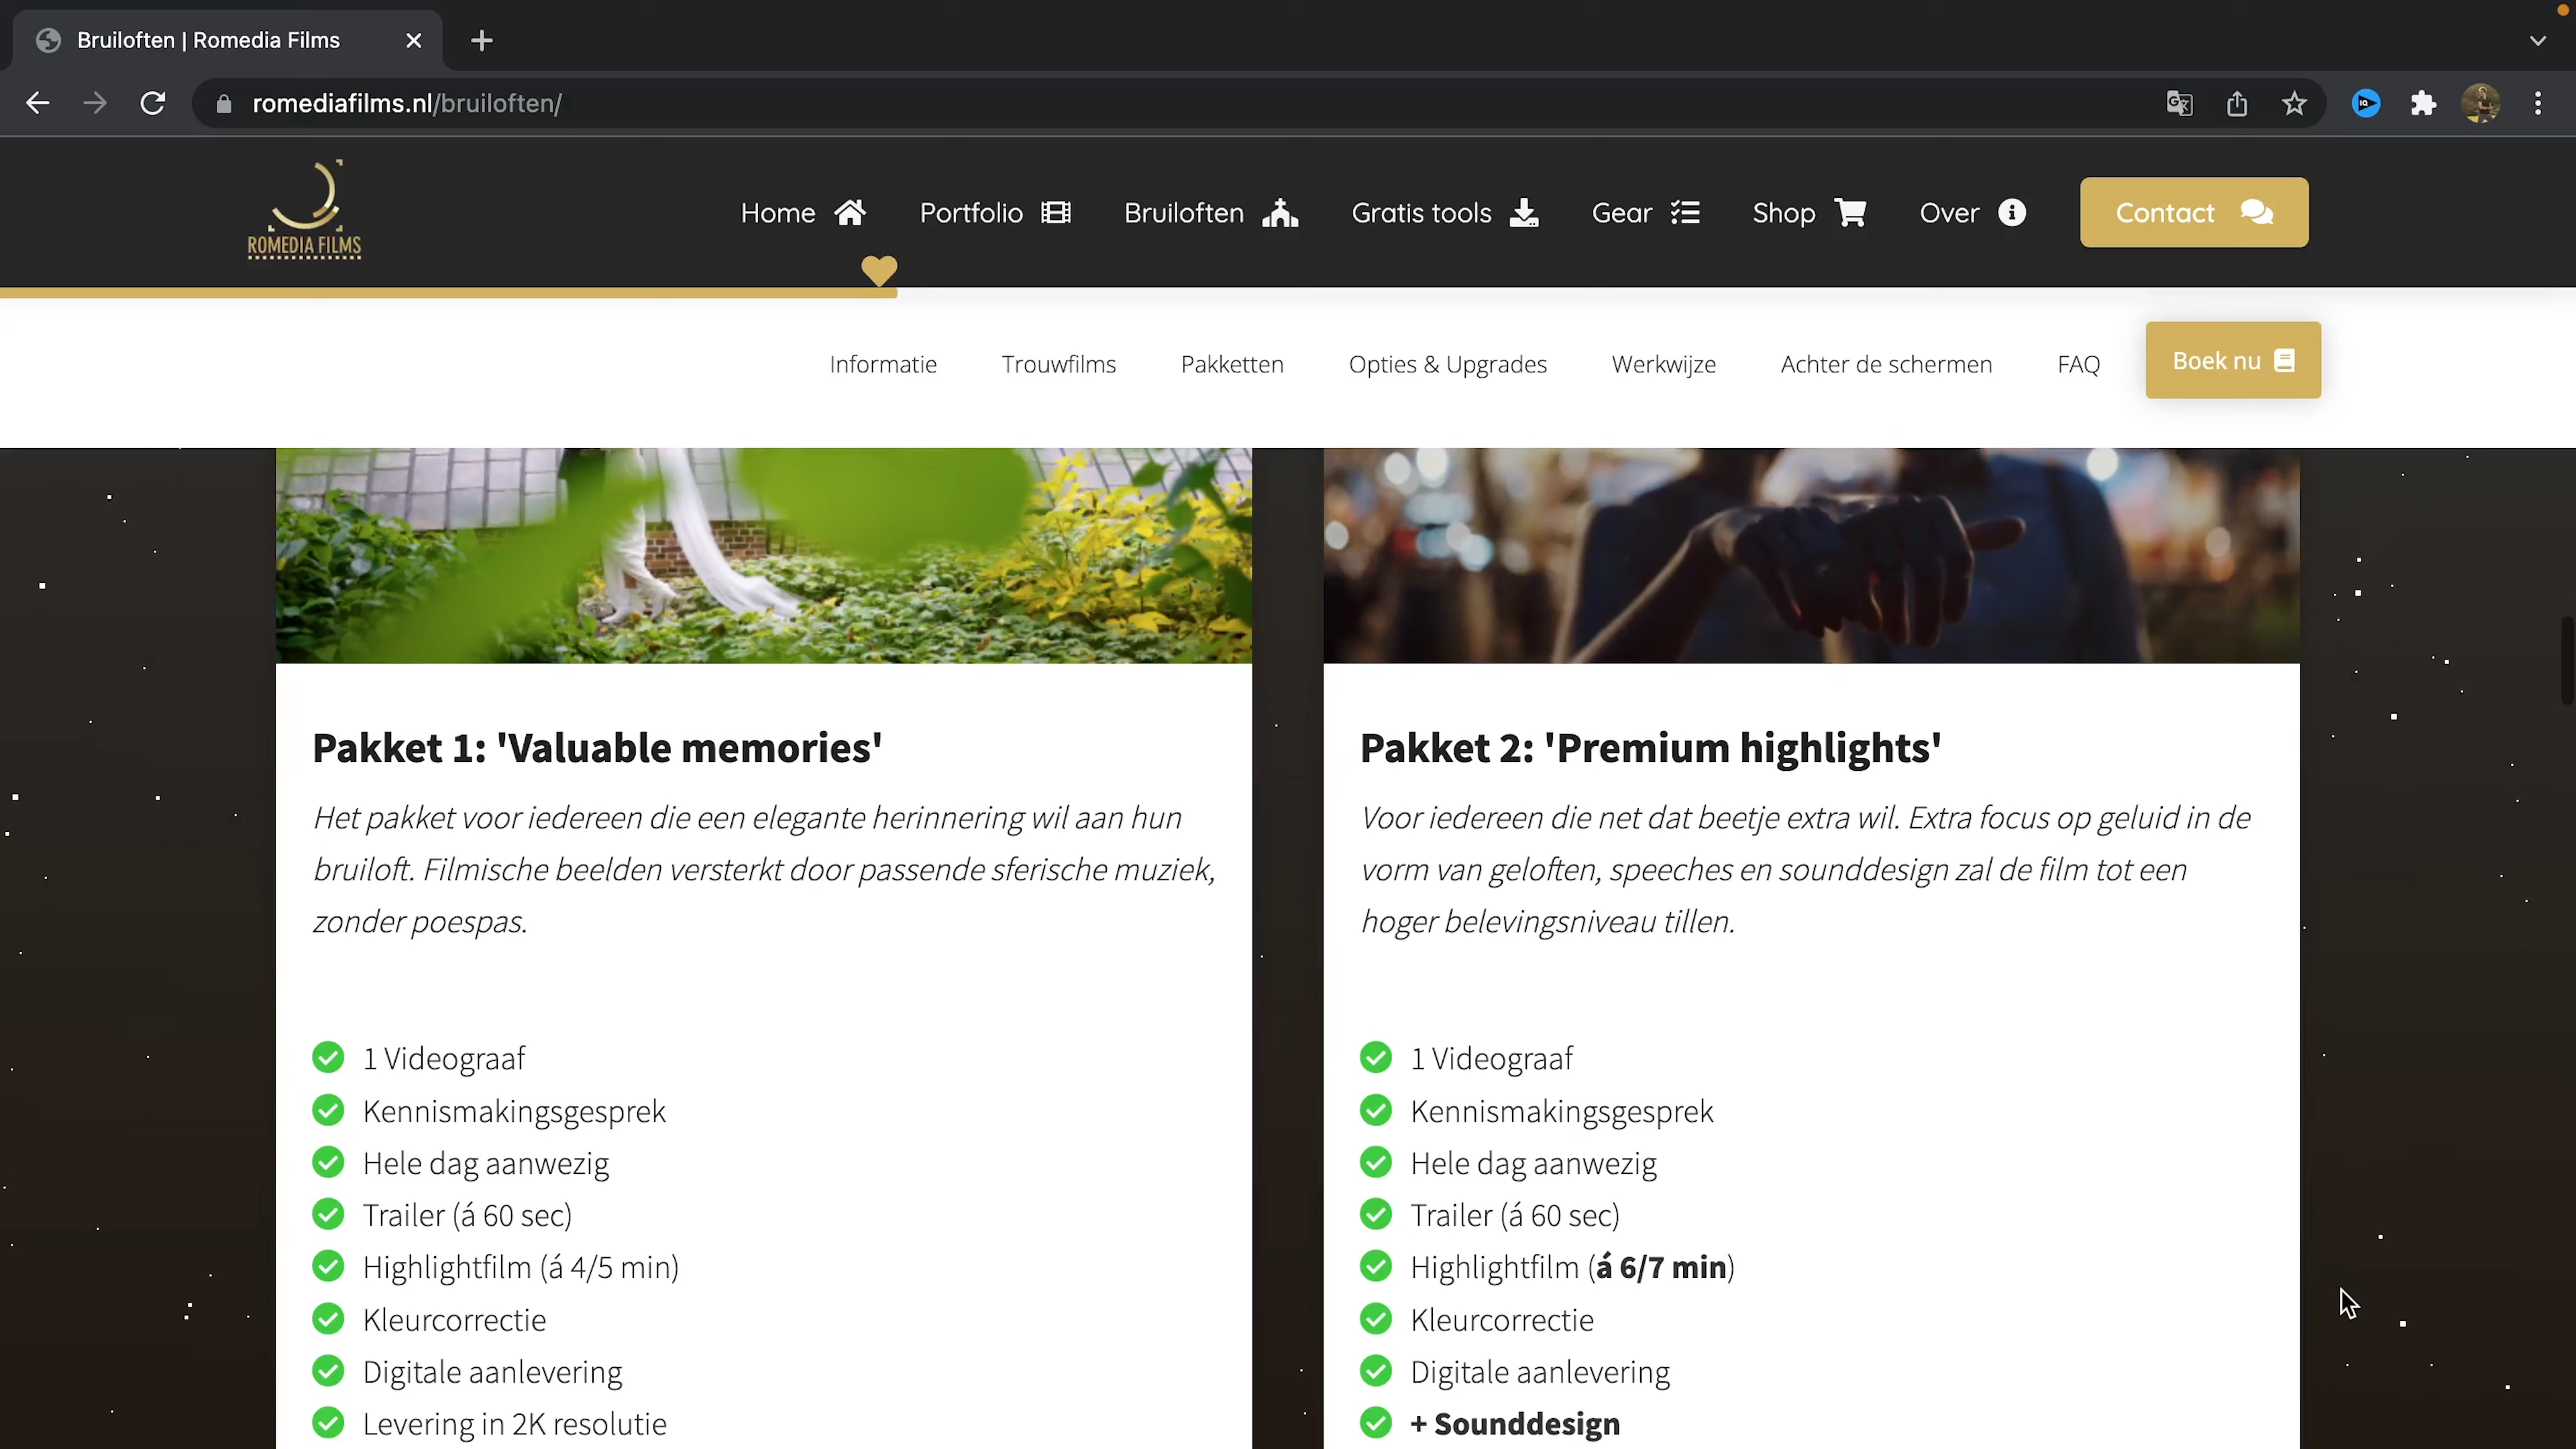 Bruiloften | Romedia Films
romediafilms.nl/bruiloften/
ROMEDIA FILMS
Home
Portfolio
Bruiloften
Gratis tools
Gear
Shop
Over
Contact
Informatie
Trouwfilms
Pakketten
Opties & Upgrades
Werkwijze
Achter de schermen
FAQ
Boek nu
Pakket 1: 'Valuable memories'
Het pakket voor iedereen die een elegante herinnering wil aan hun
bruiloft. Filmische beelden versterkt door passende sferische muziek,
zonder poespas.
1 Videograaf
Kennismakingsgesprek
Hele dag aanwezig
Trailer (á 60 sec)
Highlightfilm (á 4/5 min)
Kleurcorrectie
Digitale aanlevering
Levering in 2K resolutie
Pakket 2: 'Premium highlights'
Voor iedereen die net dat beetje extra wil. Extra focus op geluid in de
vorm van geloften, speeches en sounddesign zal de film tot een
hoger belevingsniveau tillen.
1 Videograaf
Kennismakingsgesprek
Hele dag aanwezig
Trailer (á 60 sec)
Highlightfilm (á 6/7 min)
Kleurcorrectie
Digitale aanlevering
+ Sounddesign